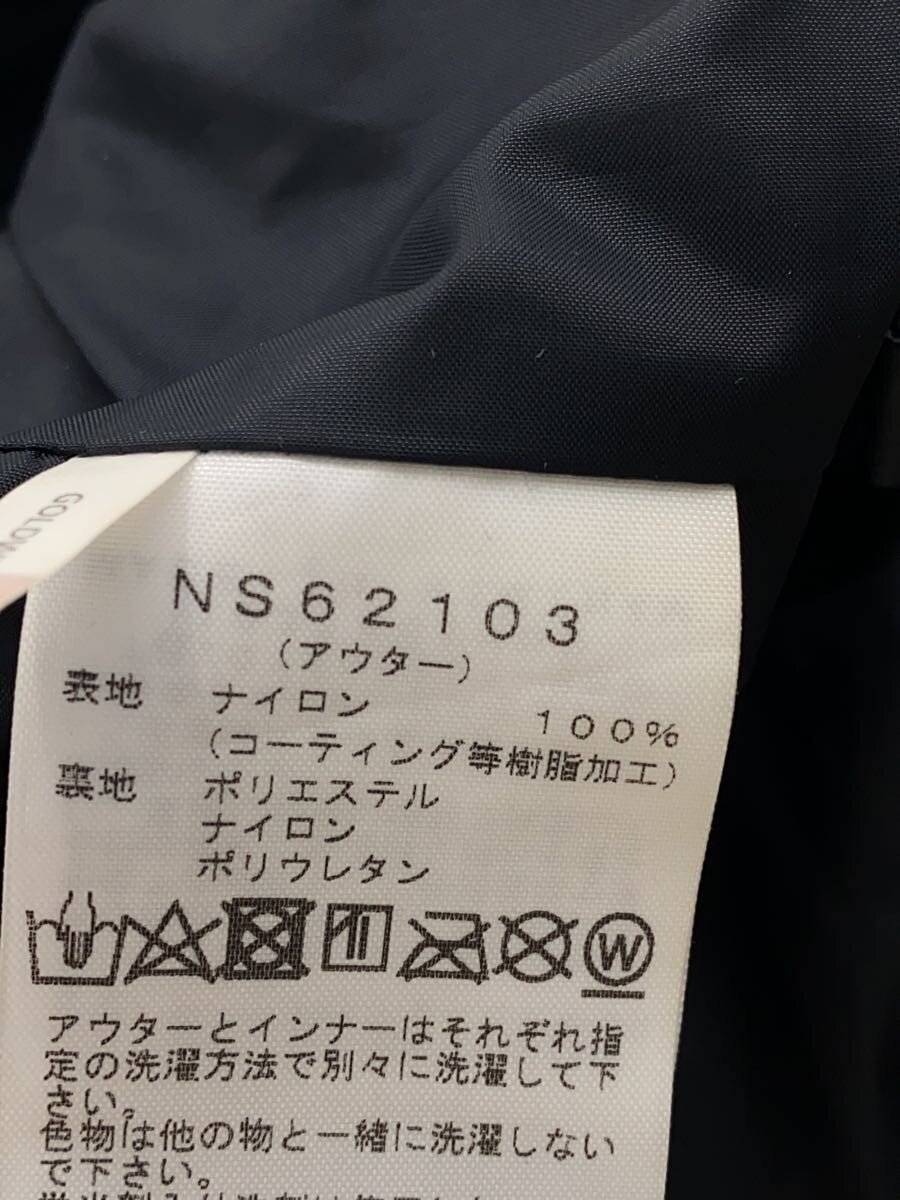 GOLDW
NS62103
(アウター)
表地 ナイロン 100%
(コーティング等樹脂加工)
裏地 ポリエステル
ナイロン
ポリウレタン
W
アウターとインナーはそれぞれ指
定の洗濯方法で別々に洗濯して下
さい。
色物は他の物と一緒に洗濯しない
で下さい。